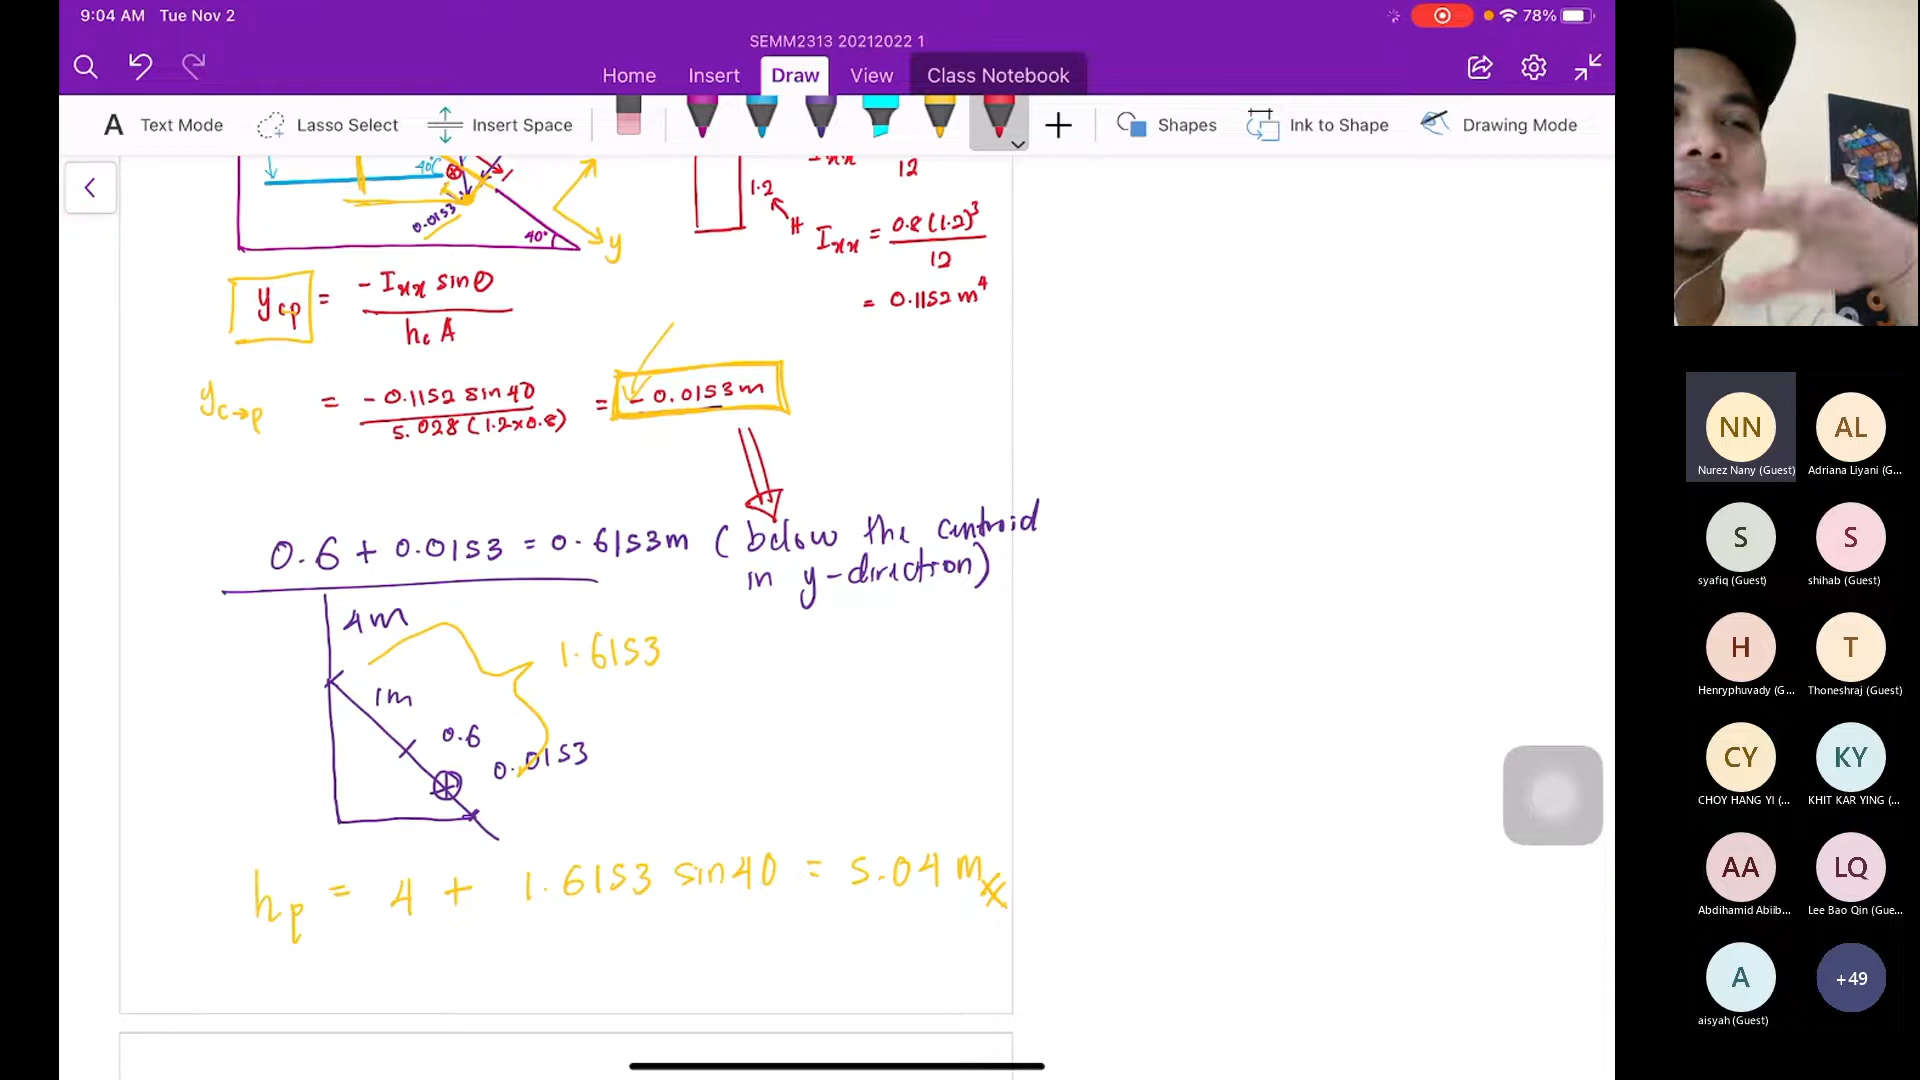 9:04 AM Tue Nov 2
78%
SEMM2313 20212022 1
Home Insert Draw View Class Notebook
A Text Mode Lasso Select Insert Space Shapes Ink to Shape Drawing Mode
40°
0.0153
40°
y
1.2
H
Ixx
12
Ixx = 0.8(1.2)³
12
= 0.1152 m⁴
ycp = - Ixx sinθ
hc A
yc→p = - 0.1152 sin 40 = - 0.0153m
5.028 (1.2x0.8)
0.6 + 0.0153 = 0.6153m ( below the centroid
in y-direction)
4m
1.6153
1m
0.6
0.0153
hp = 4 + 1.6153 sin40 = 5.04 m
NN
Nurez Nany (Guest)
AL
Adriana Liyani (G...
S
syafiq (Guest)
S
shihab (Guest)
H
Henryphuvady (G...
T
Thoneshraj (Guest)
CY
CHOY HANG YI (...
KY
KHIT KAR YING (...
AA
Abdihamid Abiib...
LQ
Lee Bao Qin (Gue...
A
aisyah (Guest)
+49